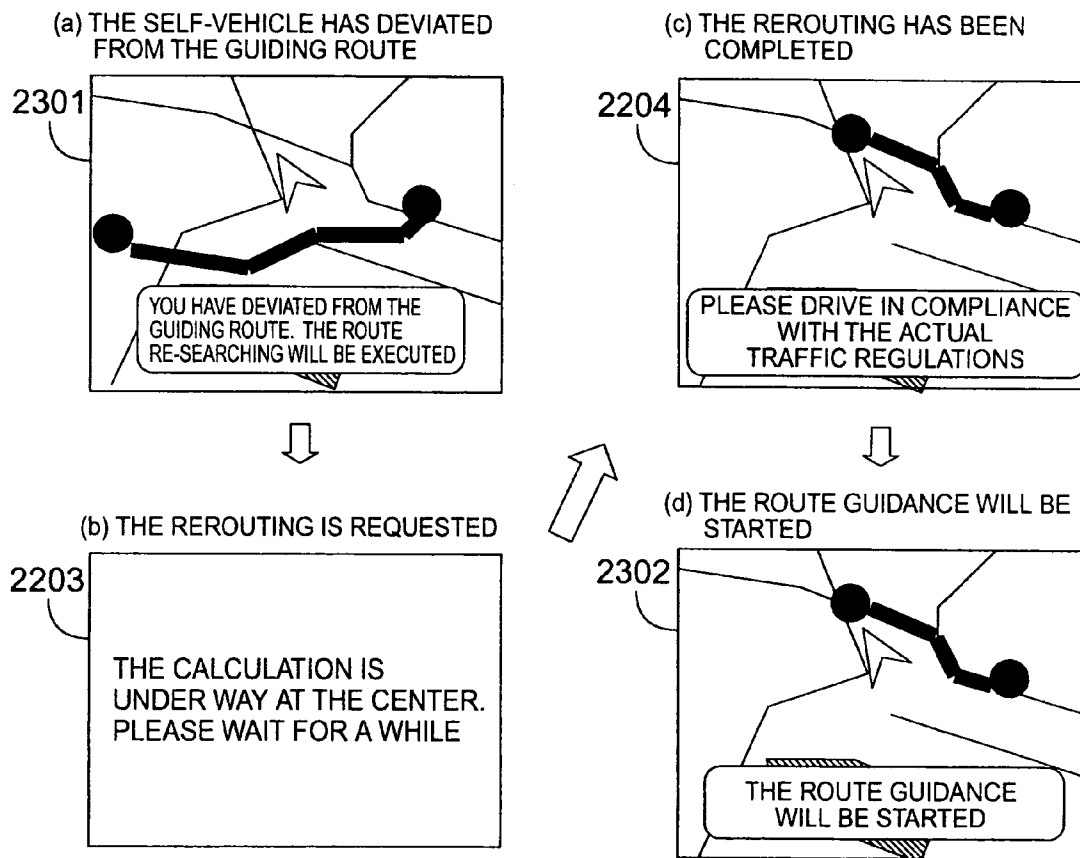 (a) THE SELF-VEHICLE HAS DEVIATED
FROM THE GUIDING ROUTE
2301
YOU HAVE DEVIATED FROM THE
GUIDING ROUTE. THE ROUTE
RE-SEARCHING WILL BE EXECUTED
(b) THE REROUTING IS REQUESTED
2203
THE CALCULATION IS
UNDER WAY AT THE CENTER.
PLEASE WAIT FOR A WHILE
(c) THE REROUTING HAS BEEN
COMPLETED
2204
PLEASE DRIVE IN COMPLIANCE
WITH THE ACTUAL
TRAFFIC REGULATIONS
(d) THE ROUTE GUIDANCE WILL BE
STARTED
2302
THE ROUTE GUIDANCE
WILL BE STARTED